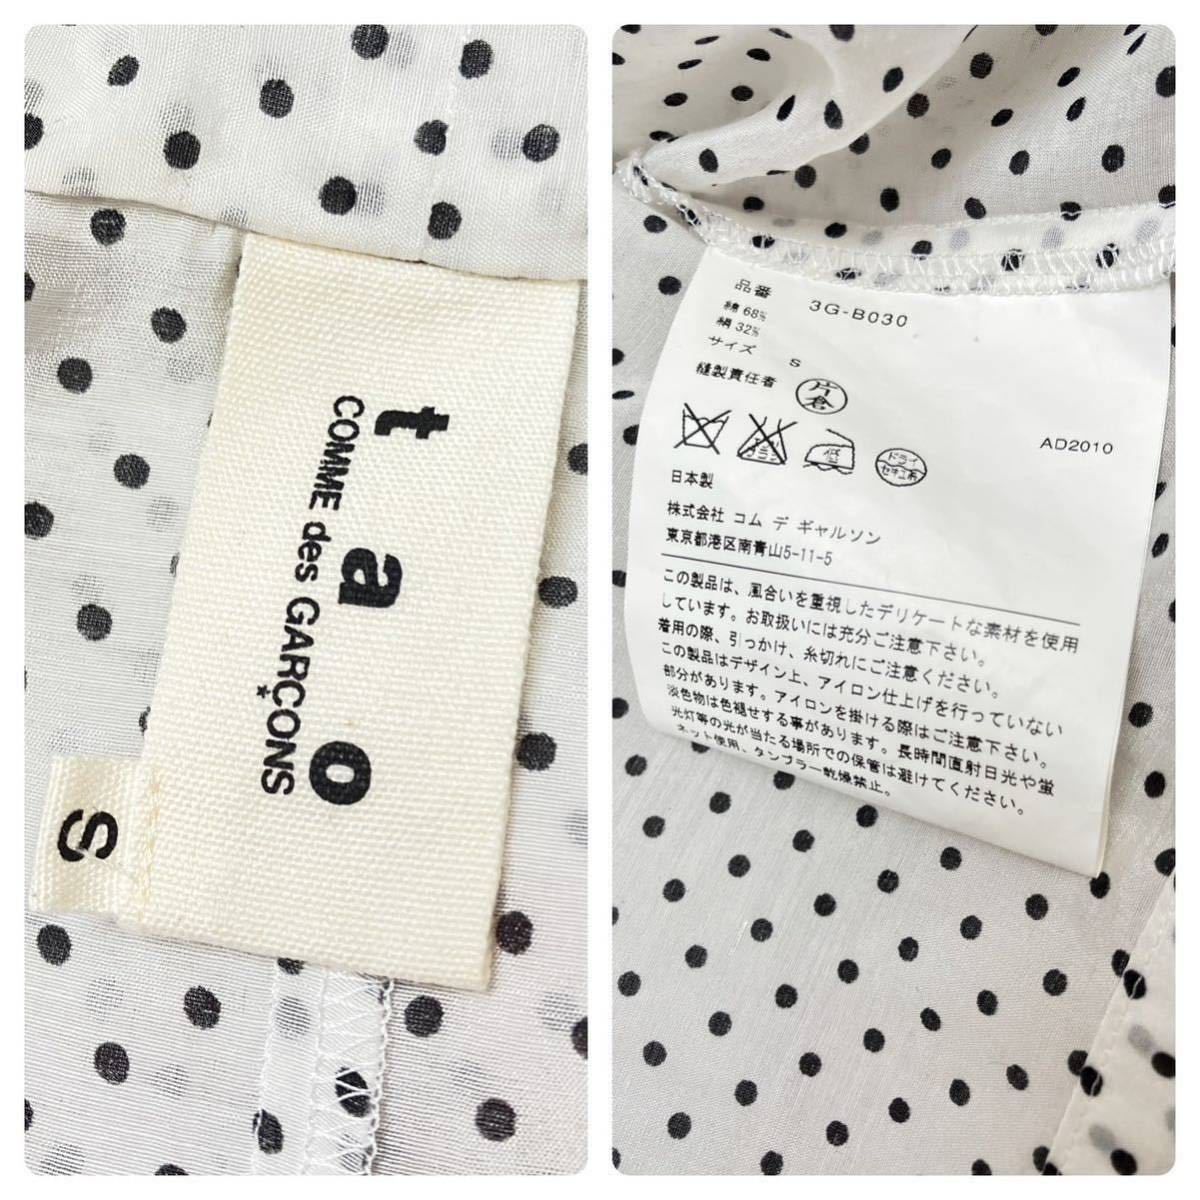 tao
COMME des GARÇONS
S
品番 3G-B030
綿 68%
絹 32%
サイズ S
縫製責任者 片倉
低
ドライ
セキユ系
AD2010
日本製
株式会社 コム デ ギャルソン
東京都港区南青山5-11-5
この製品は、風合いを重視したデリケートな素材を使用
しています。お取扱いには充分ご注意下さい。
着用の際、引っかけ、糸切れにご注意ください。
この製品はデザイン上、アイロン仕上げを行っていない
部分があります。アイロンを掛ける際はご注意下さい。
淡色物は色褪せする事があります。長時間直射日光や蛍
光灯等の光が当たる場所での保管は避けてください。
ネット使用、タンブラー乾燥禁止。